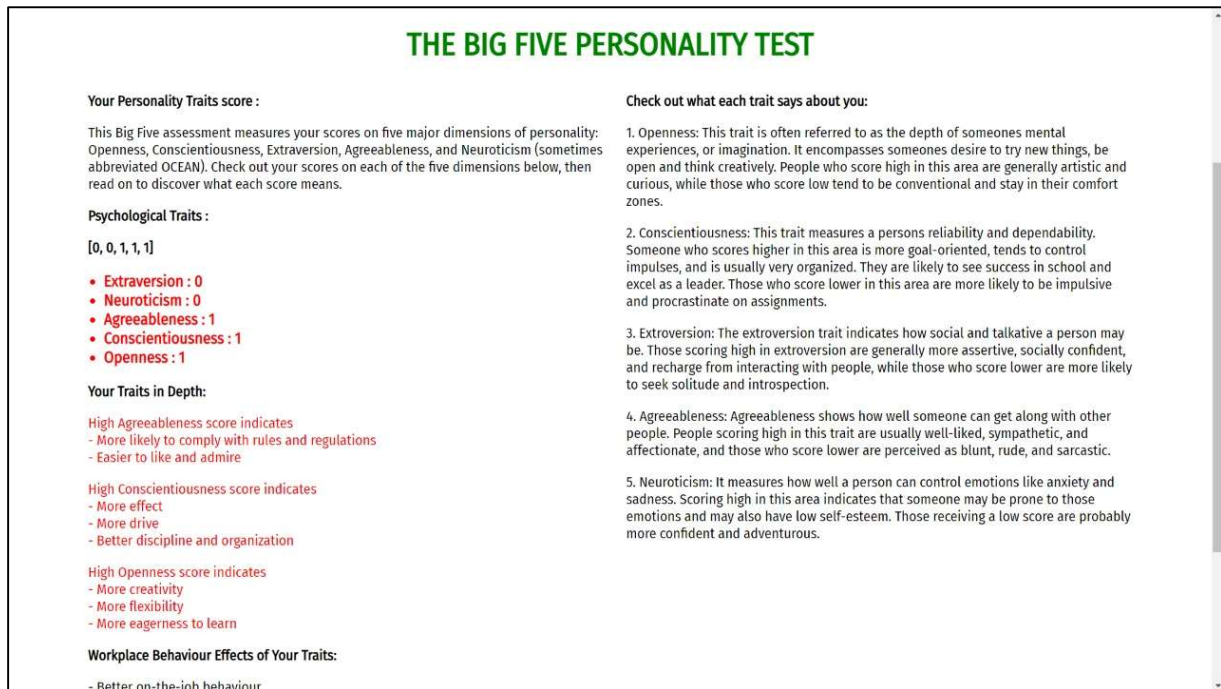 THE BIG FIVE PERSONALITY TEST
Your Personality Traits score :
This Big Five assessment measures your scores on five major dimensions of personality:
Openness, Conscientiousness, Extraversion, Agreeableness, and Neuroticism (sometimes
abbreviated OCEAN). Check out your scores on each of the five dimensions below, then
read on to discover what each score means.
Psychological Traits :
[0, 0, 1, 1, 1]
• Extraversion : 0
• Neuroticism : 0
• Agreeableness : 1
• Conscientiousness : 1
• Openness : 1
Your Traits in Depth:
High Agreeableness score indicates
- More likely to comply with rules and regulations
- Easier to like and admire
High Conscientiousness score indicates
- More effect
- More drive
- Better discipline and organization
High Openness score indicates
- More creativity
- More flexibility
- More eagerness to learn
Workplace Behaviour Effects of Your Traits:
- Better on-the-job behaviour
Check out what each trait says about you:
1. Openness: This trait is often referred to as the depth of someones mental
experiences, or imagination. It encompasses someones desire to try new things, be
open and think creatively. People who score high in this area are generally artistic and
curious, while those who score low tend to be conventional and stay in their comfort
zones.
2. Conscientiousness: This trait measures a persons reliability and dependability.
Someone who scores higher in this area is more goal-oriented, tends to control
impulses, and is usually very organized. They are likely to see success in school and
excel as a leader. Those who score lower in this area are more likely to be impulsive
and procrastinate on assignments.
3. Extroversion: The extroversion trait indicates how social and talkative a person may
be. Those scoring high in extroversion are generally more assertive, socially confident,
and recharge from interacting with people, while those who score lower are more likely
to seek solitude and introspection.
4. Agreeableness: Agreeableness shows how well someone can get along with other
people. People scoring high in this trait are usually well-liked, sympathetic, and
affectionate, and those who score lower are perceived as blunt, rude, and sarcastic.
5. Neuroticism: It measures how well a person can control emotions like anxiety and
sadness. Scoring high in this area indicates that someone may be prone to those
emotions and may also have low self-esteem. Those receiving a low score are probably
more confident and adventurous.